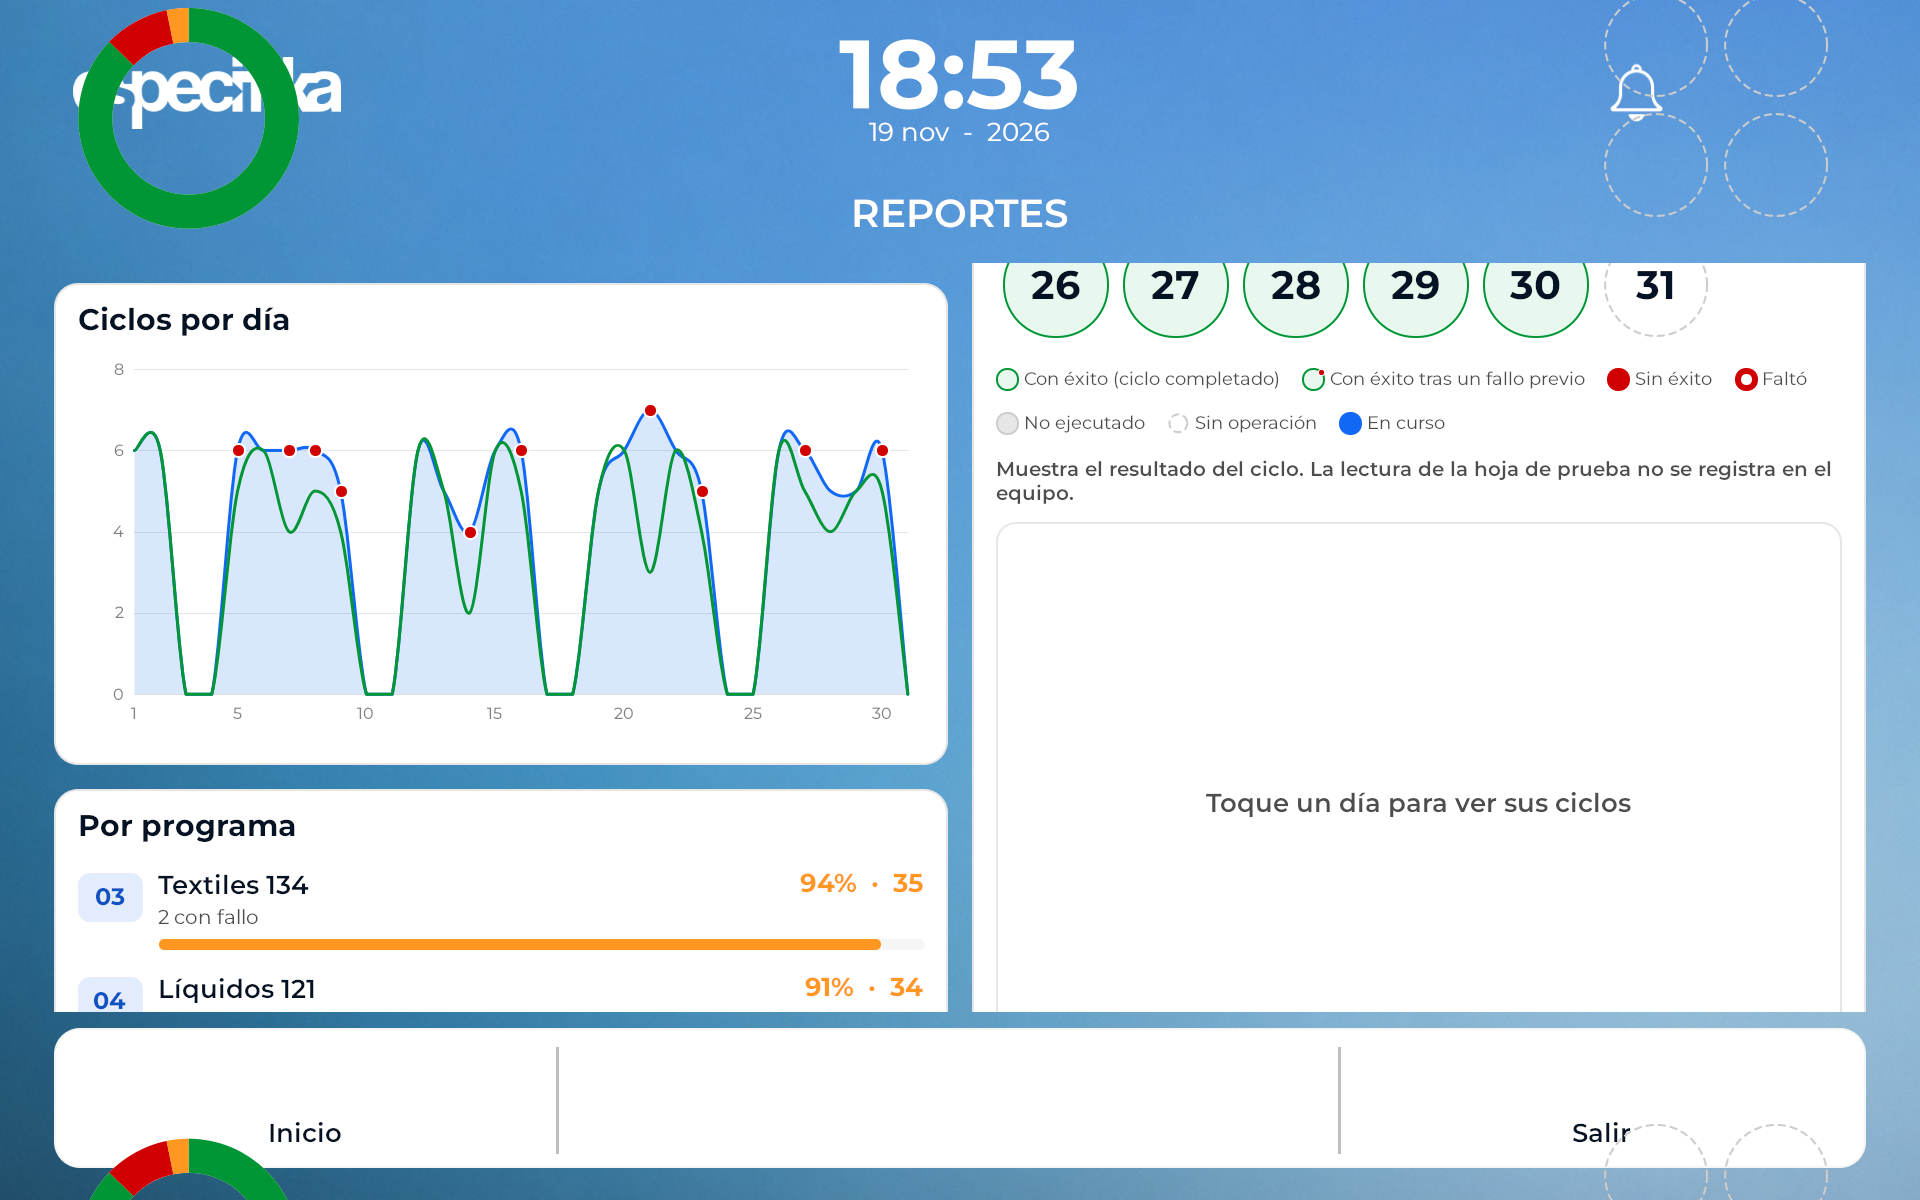 18:53
19 nov - 2026
REPORTES
Ciclos por día
8
6
4
2
0
1 5 10 15 20 25 30
Por programa
03 Textiles 134 94% · 35
2 con fallo
04 Líquidos 121 91% · 34
26 27 28 29 30 31
Con éxito (ciclo completado) Con éxito tras un fallo previo Sin éxito Faltó
No ejecutado Sin operación En curso
Muestra el resultado del ciclo. La lectura de la hoja de prueba no se registra en el
equipo.
Toque un día para ver sus ciclos
Inicio
Salir